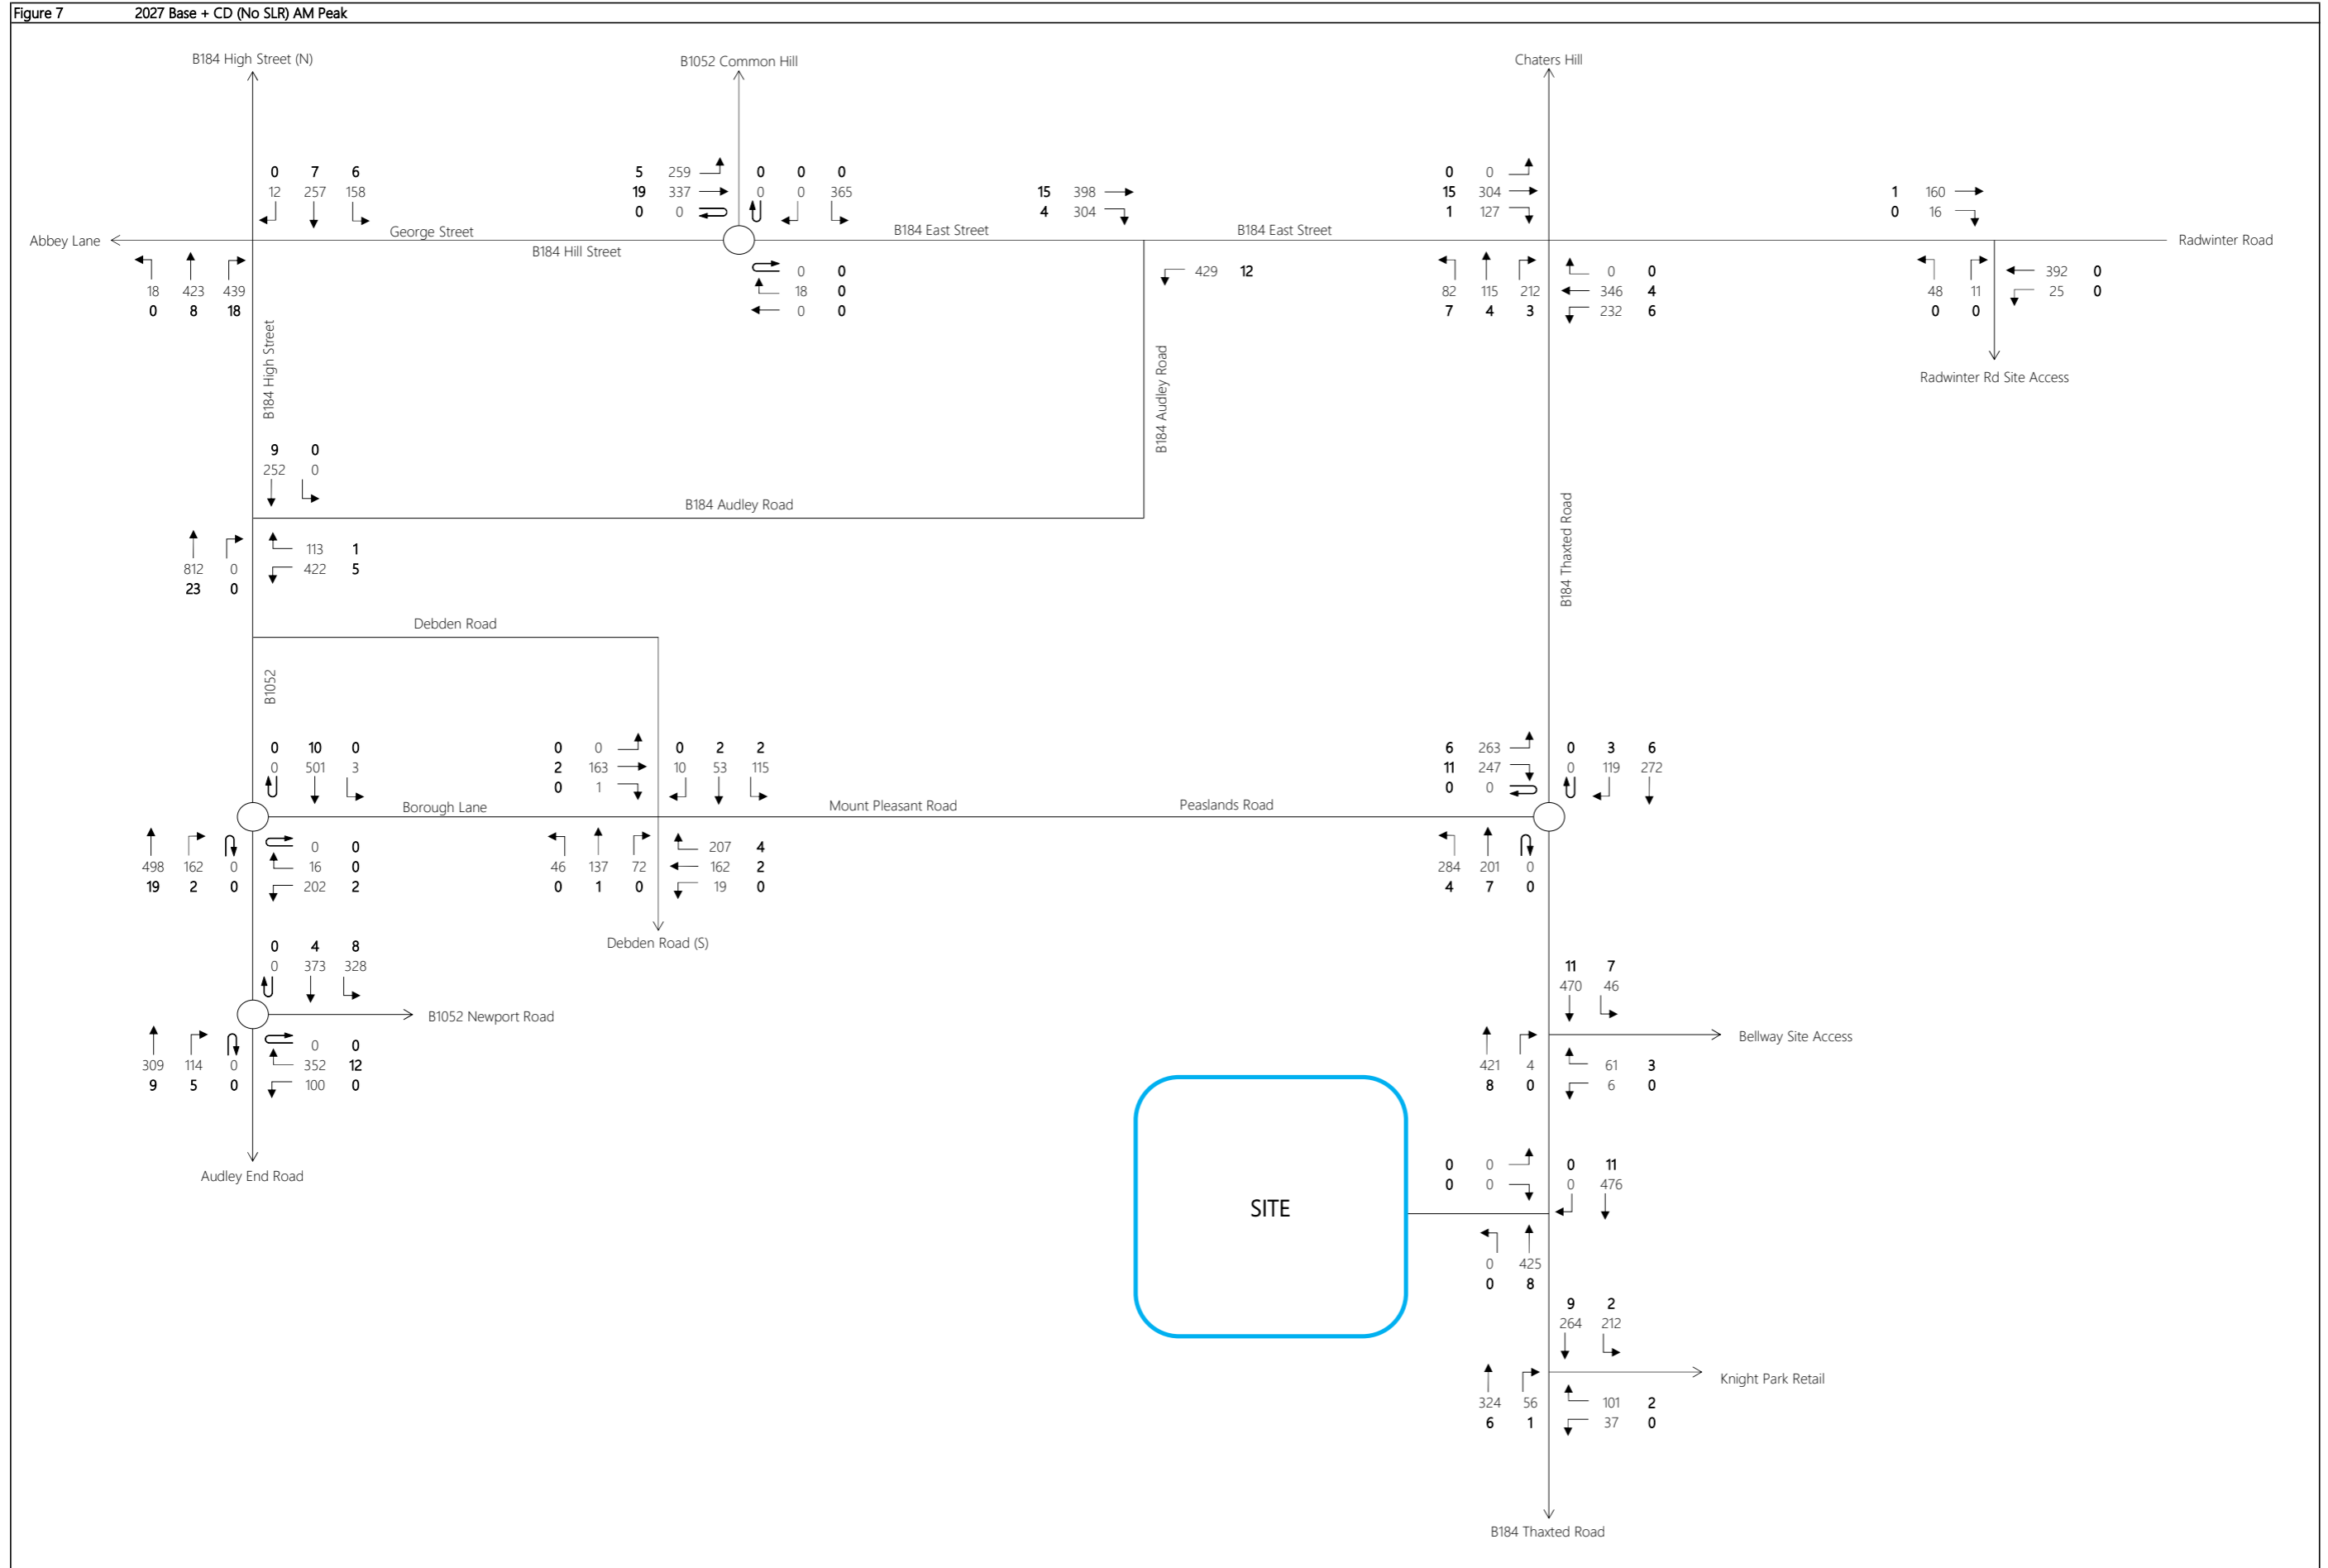 Figure 7 2027 Base + CD (No SLR) AM Peak
B184 High Street (N)
B1052 Common Hill
Chaters Hill
0 7 6
12 257 158
5 259
19 337
0 0
0 0 0
0 0 365
15 398
4 304
0 0
15 304
1 127
1 160
0 16
Abbey Lane
George Street
B184 Hill Street
B184 East Street
B184 East Street
Radwinter Road
18 423 439
0 8 18
0 0
18 0
0 0
429 12
82 115 212
7 4 3
0 0
346 4
232 6
48 11
0 0
392 0
25 0
Radwinter Rd Site Access
B184 High Street
B184 Audley Road
9 0
252 0
B184 Audley Road
B184 Thaxted Road
812 0
23 0
113 1
422 5
Debden Road
B1052
0 10 0
0 501 3
0 0
2 163
0 1
0 2 2
10 53 115
6 263
11 247
0 0
0 3 6
0 119 272
Borough Lane
Mount Pleasant Road
Peaslands Road
498 162 0
19 2 0
0 0
16 0
202 2
46 137 72
0 1 0
207 4
162 2
19 0
284 201 0
4 7 0
Debden Road (S)
0 4 8
0 373 328
B1052 Newport Road
309 114 0
9 5 0
0 0
352 12
100 0
Audley End Road
11 7
470 46
Bellway Site Access
421 4
8 0
61 3
6 0
SITE
0 0
0 0
0 11
0 476
0 425
0 8
9 2
264 212
Knight Park Retail
324 56
6 1
101 2
37 0
B184 Thaxted Road